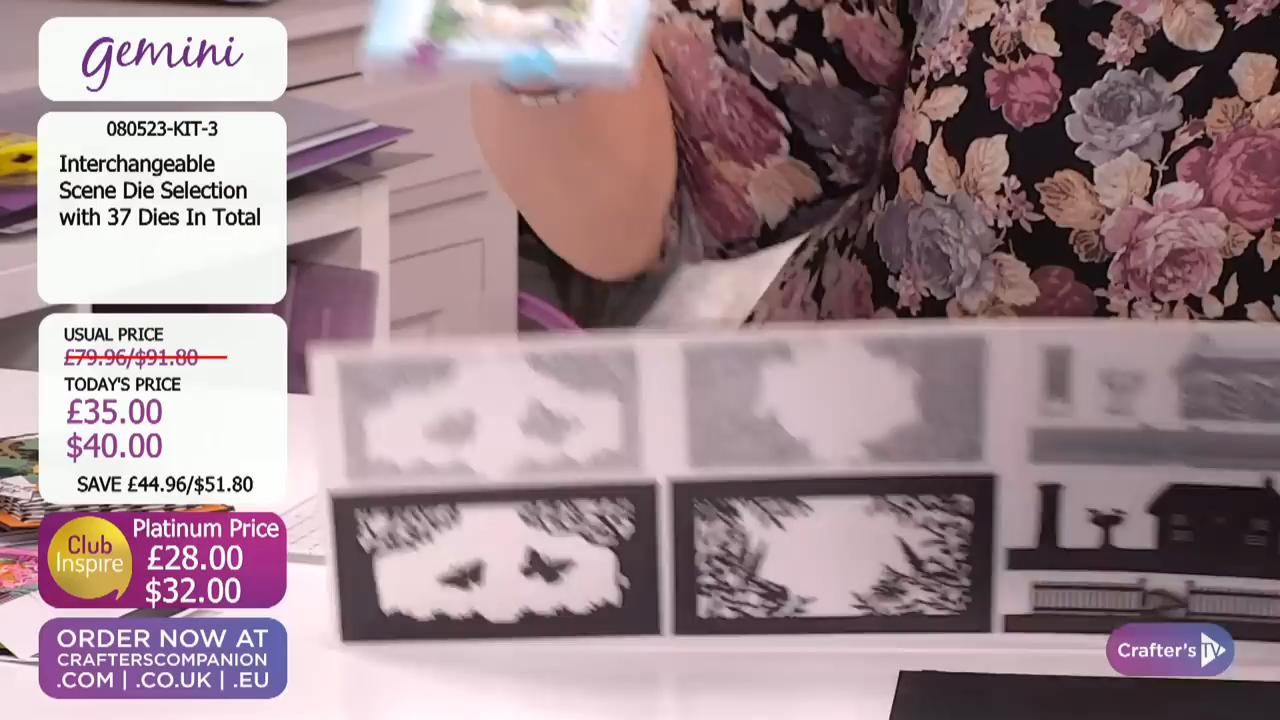 gemini
080523-KIT-3
Interchangeable
Scene Die Selection
with 37 Dies In Total
USUAL PRICE
£79.96/$91.80
TODAY'S PRICE
£35.00
$40.00
SAVE £44.96/$51.80
Club
Inspire
Platinum Price
£28.00
$32.00
ORDER NOW AT
CRAFTERSCOMPANION
.COM | .CO.UK | .EU
Crafter's TV